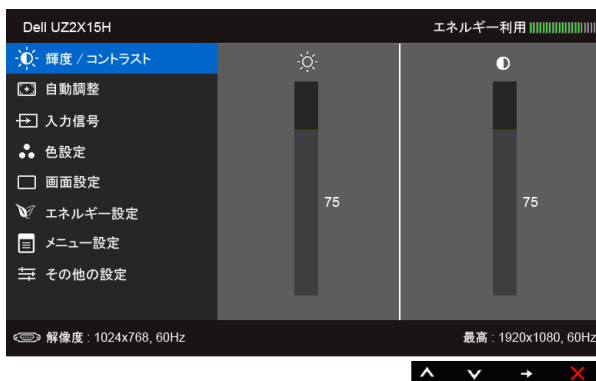 Dell UZ2X15H
エネルギー利用
輝度 / コントラスト
自動調整
入力信号
色設定
画面設定
エネルギー設定
メニュー設定
その他の設定
75
75
解像度 : 1024x768, 60Hz
最高 : 1920x1080, 60Hz